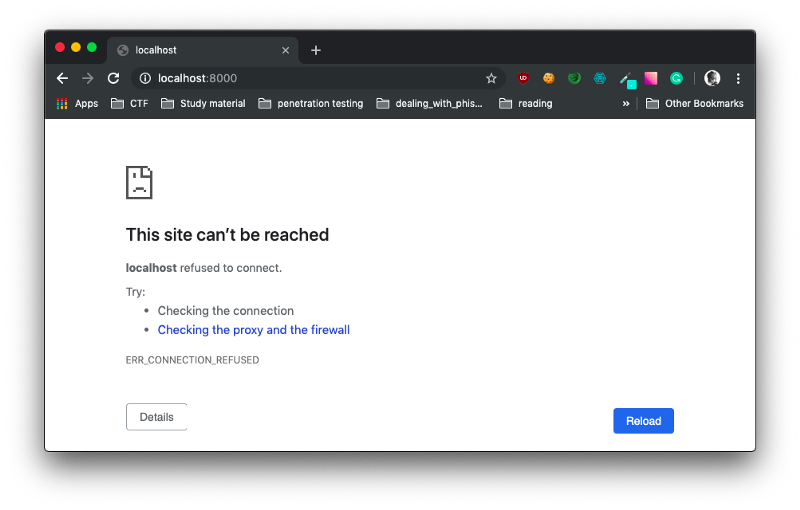 localhost
localhost:8000
Apps CTF Study material penetration testing dealing_with_phis... reading » Other Bookmarks
This site can’t be reached
localhost refused to connect.
Try:
• Checking the connection
• Checking the proxy and the firewall
ERR_CONNECTION_REFUSED
Details
Reload